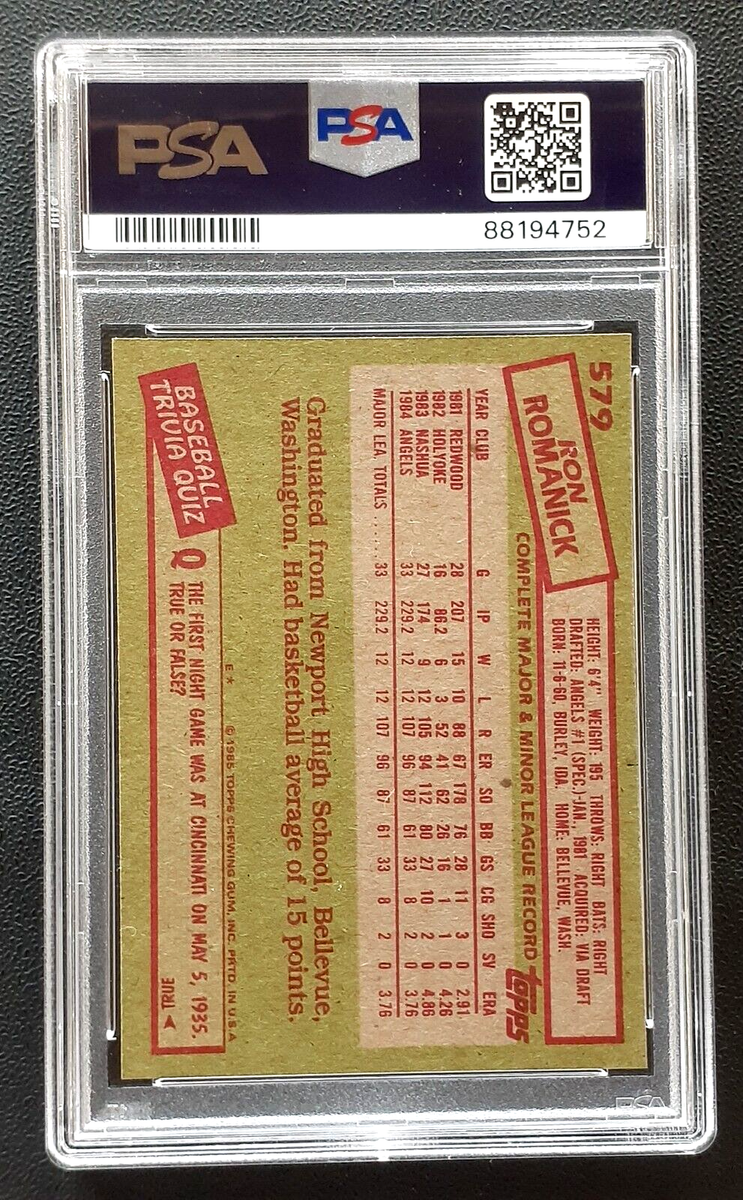 PSA
PSA
88194752
579
RON
ROMANICK
HEIGHT: 6'4" WEIGHT: 195 THROWS: RIGHT BATS: RIGHT
DRAFTED: ANGELS #1 (SPEC.)-JAN., 1981 ACQUIRED: VIA DRAFT
BORN: 11-6-60, BURLEY, IDA. HOME: BELLEVUE, WASH.
COMPLETE MAJOR & MINOR LEAGUE RECORD
Topps
YEAR CLUB G IP W L R ER SO BB GS CG SHO SV ERA
1981 REDWOOD 28 207 15 10 88 67 178 76 28 11 3 0 2.91
1982 HOLYOKE 16 86.2 6 3 52 41 62 26 16 1 1 0 4.26
1983 NASHUA 27 174 9 12 105 94 112 80 27 10 2 0 4.86
1984 ANGELS 33 229.2 12 12 107 96 87 61 33 8 2 0 3.76
MAJOR LEA. TOTALS ...... 33 229.2 12 12 107 96 87 61 33 8 2 0 3.76
Graduated from Newport High School, Bellevue,
Washington. Had basketball average of 15 points.
E* © 1985 TOPPS CHEWING GUM, INC. PRTD. IN U.S.A
BASEBALL
TRIVIA QUIZ
Q THE FIRST NIGHT GAME WAS AT CINCINNATI ON MAY 5, 1935.
TRUE OR FALSE?
TRUE
PSA